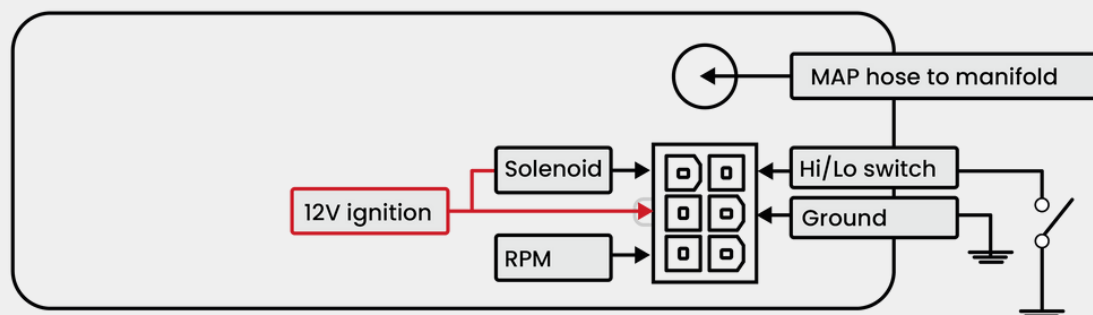 MAP hose to manifold
Solenoid
Hi/Lo switch
12V ignition
Ground
RPM